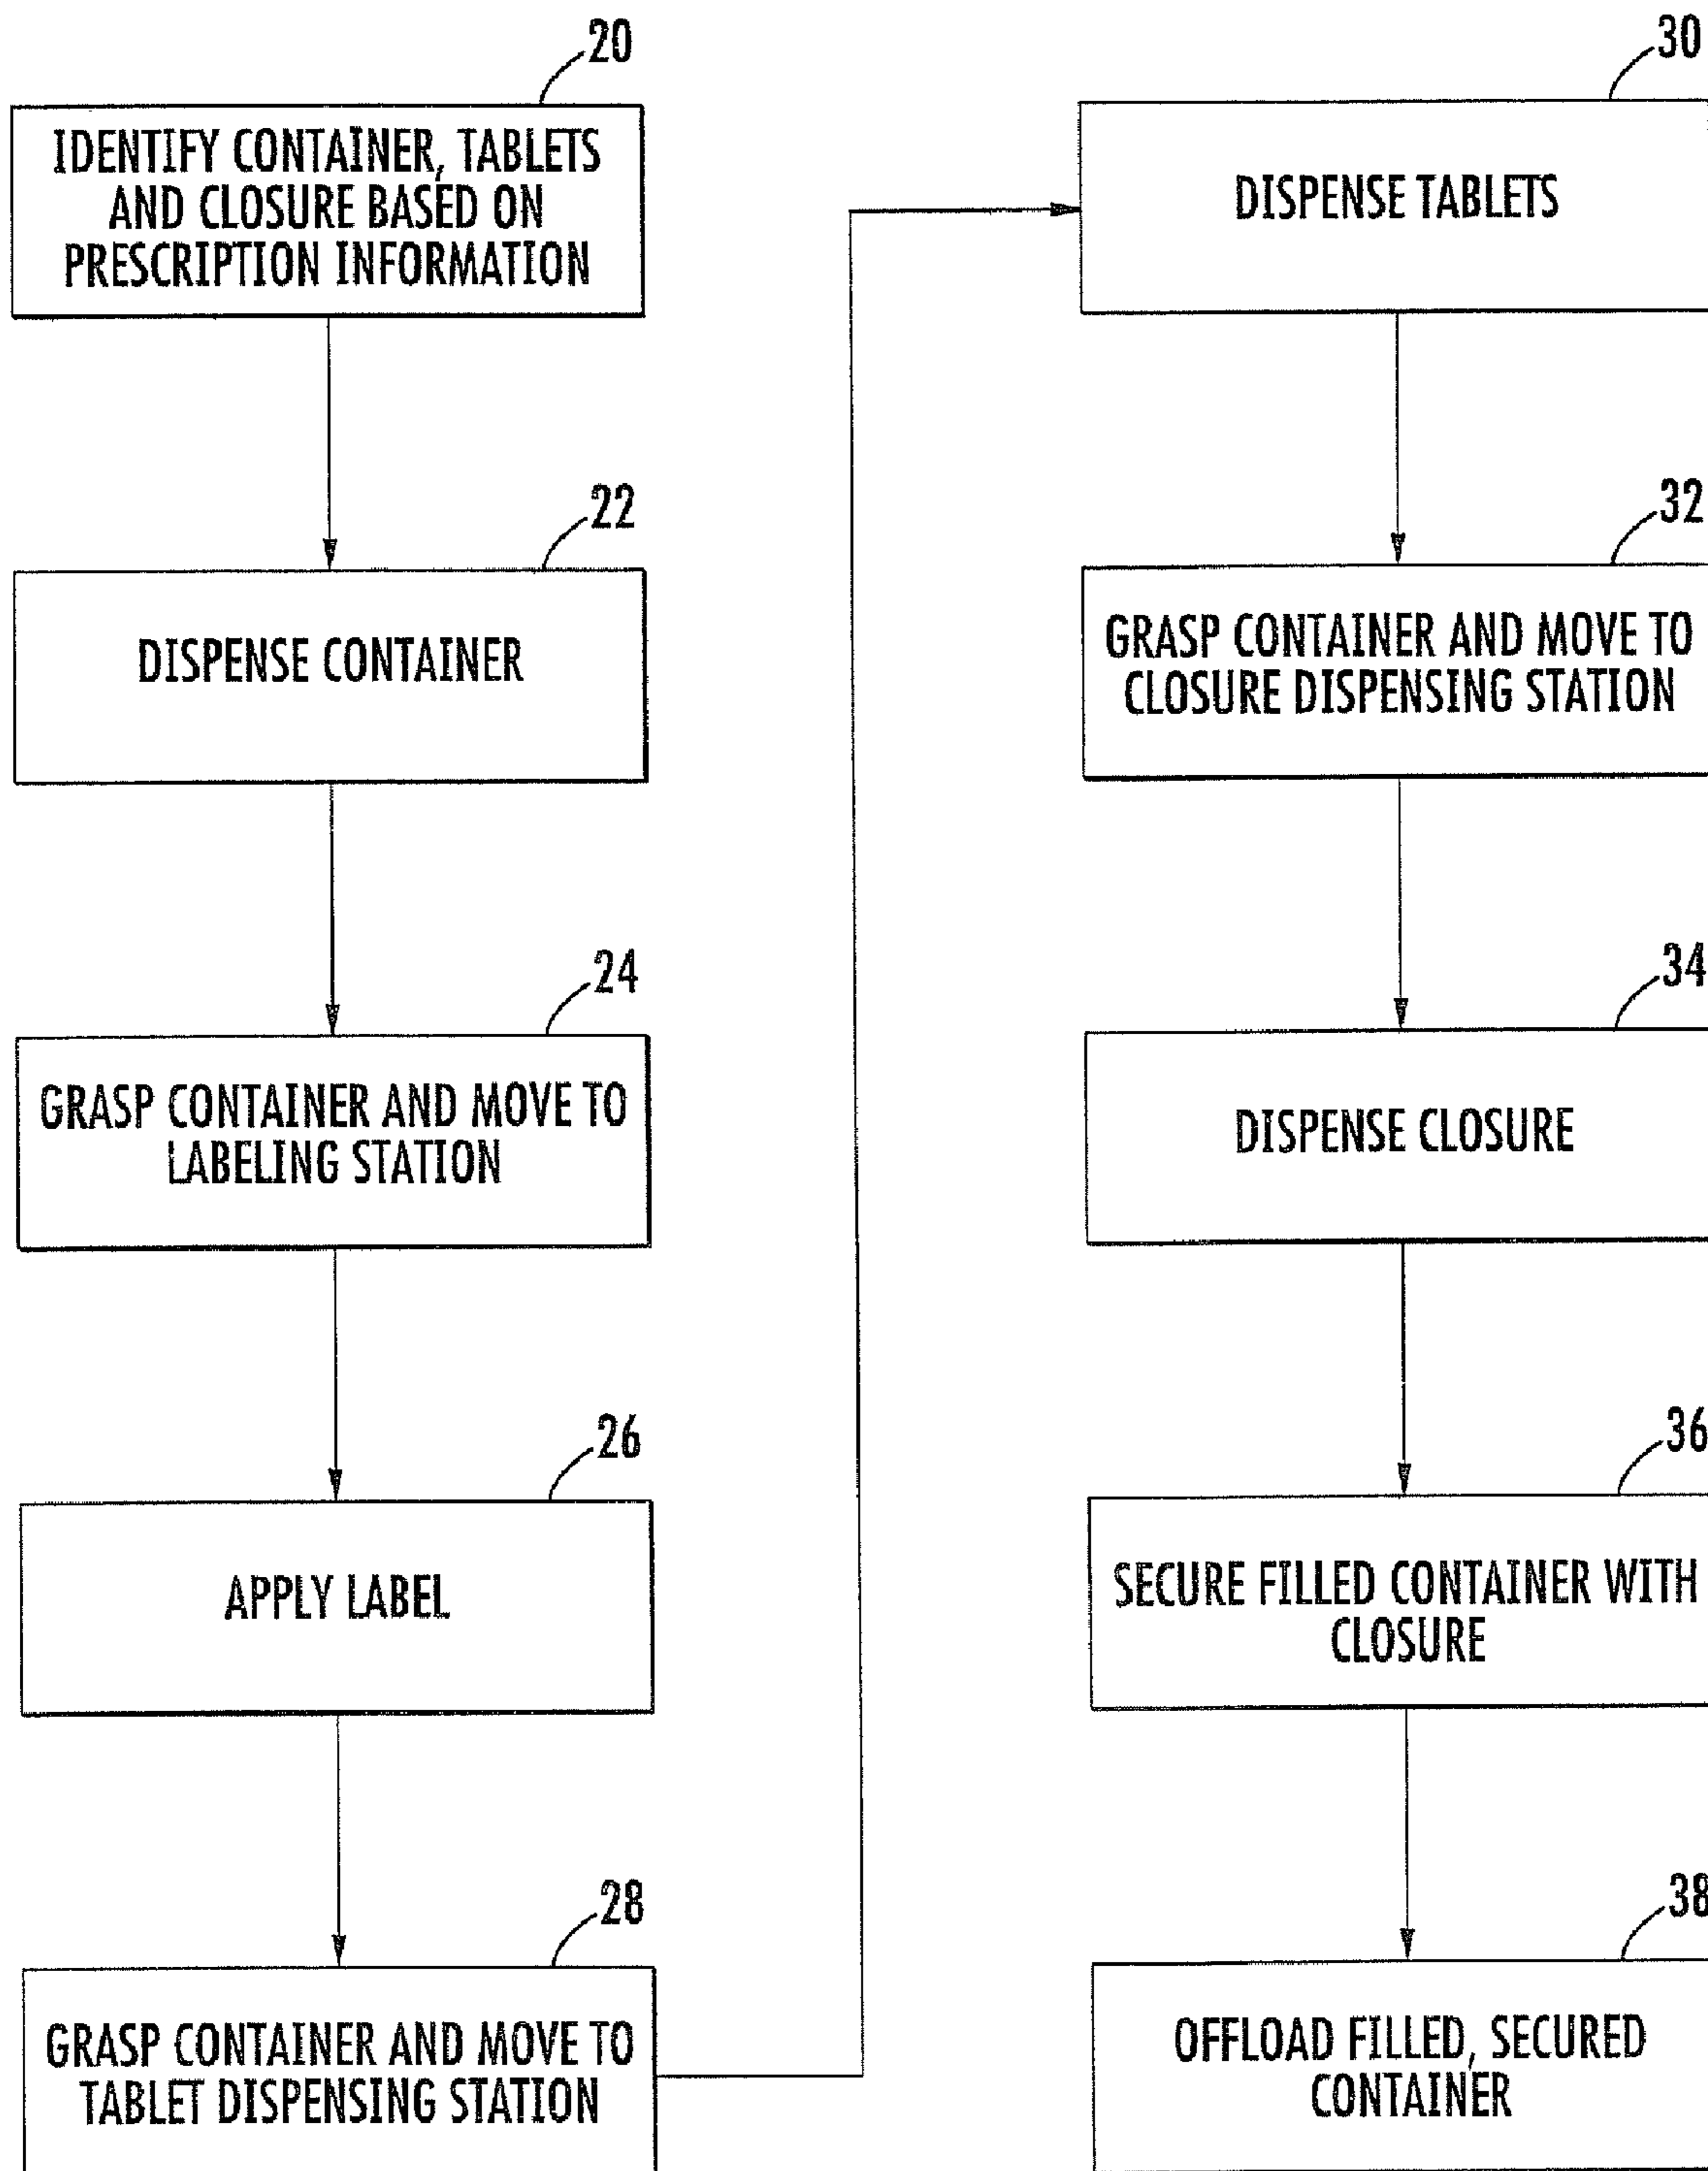 20
IDENTIFY CONTAINER, TABLETS
AND CLOSURE BASED ON
PRESCRIPTION INFORMATION
22
DISPENSE CONTAINER
24
GRASP CONTAINER AND MOVE TO
LABELING STATION
26
APPLY LABEL
28
GRASP CONTAINER AND MOVE TO
TABLET DISPENSING STATION
30
DISPENSE TABLETS
32
GRASP CONTAINER AND MOVE TO
CLOSURE DISPENSING STATION
34
DISPENSE CLOSURE
36
SECURE FILLED CONTAINER WITH
CLOSURE
38
OFFLOAD FILLED, SECURED
CONTAINER